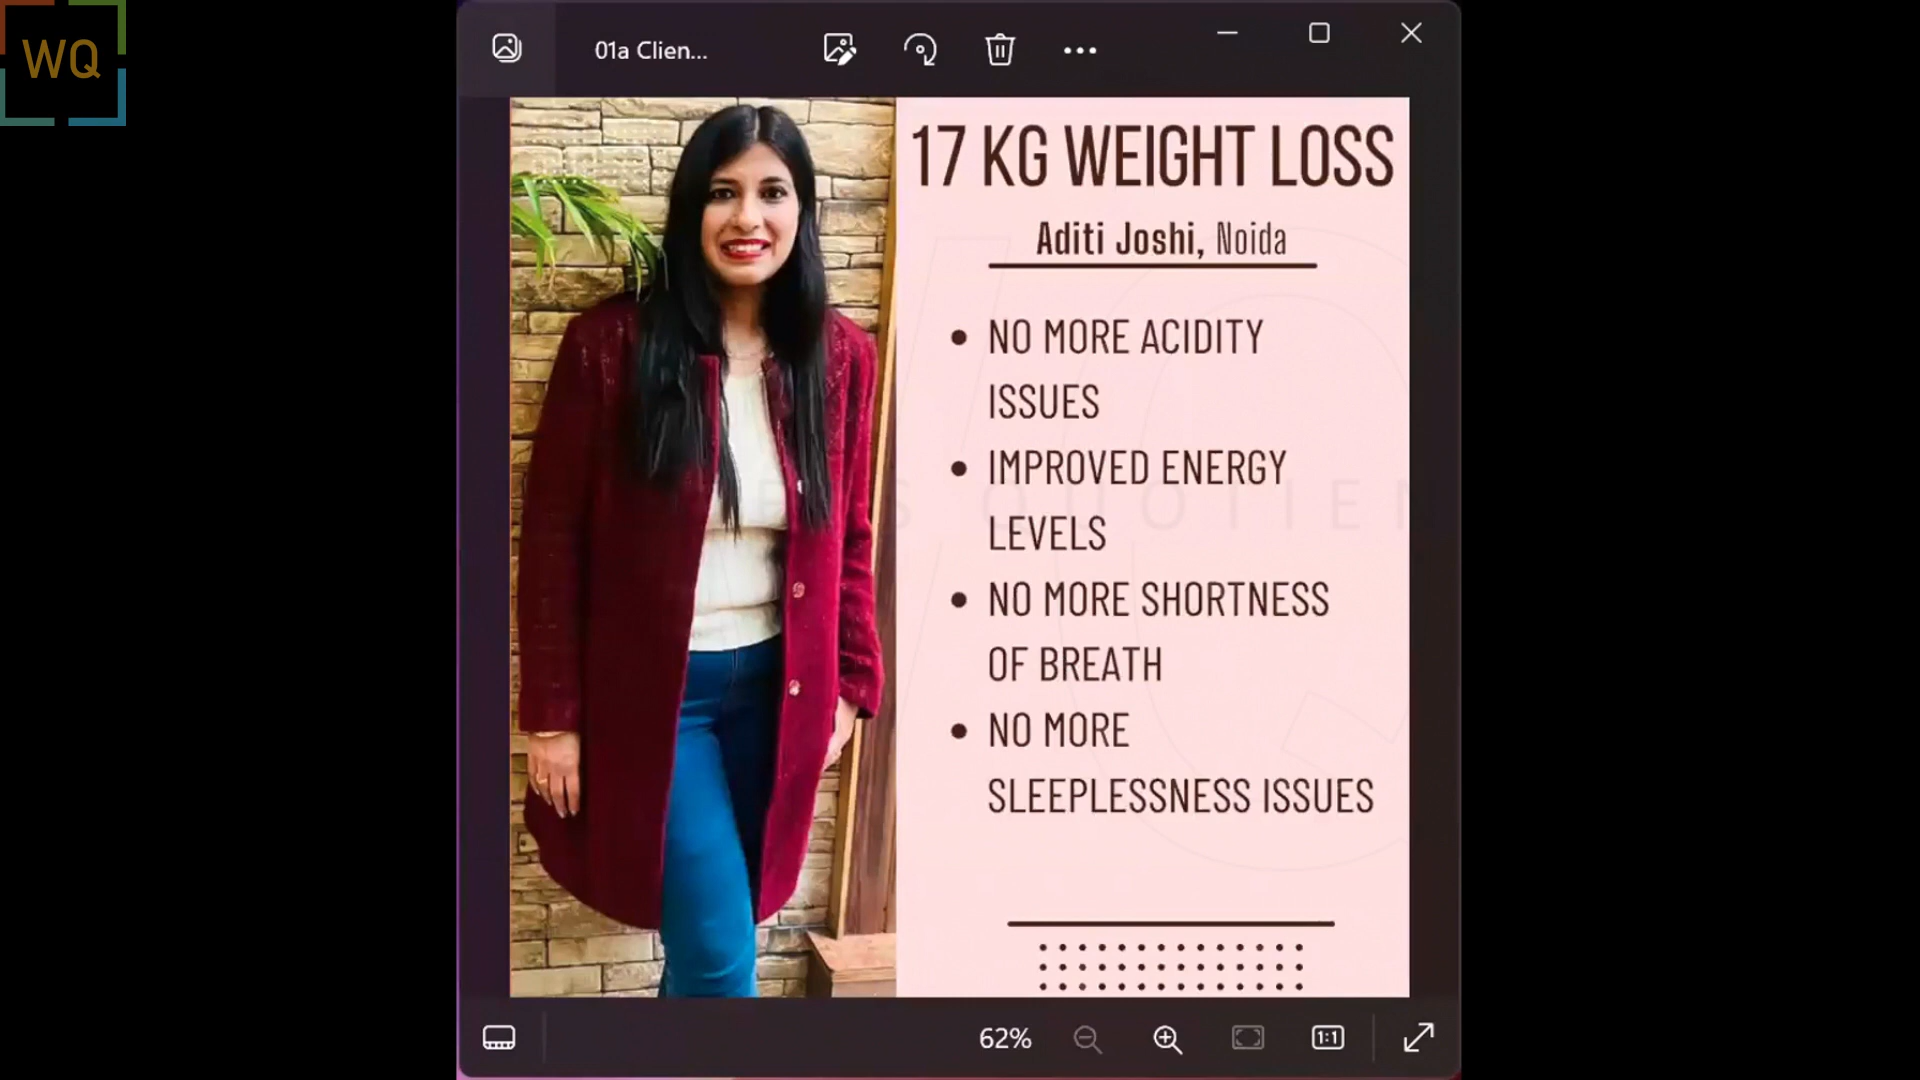 WQ
01a Clien...
17 KG WEIGHT LOSS
Aditi Joshi, Noida
• NO MORE ACIDITY
ISSUES
• IMPROVED ENERGY
LEVELS
• NO MORE SHORTNESS
OF BREATH
• NO MORE
SLEEPLESSNESS ISSUES
62%
1:1